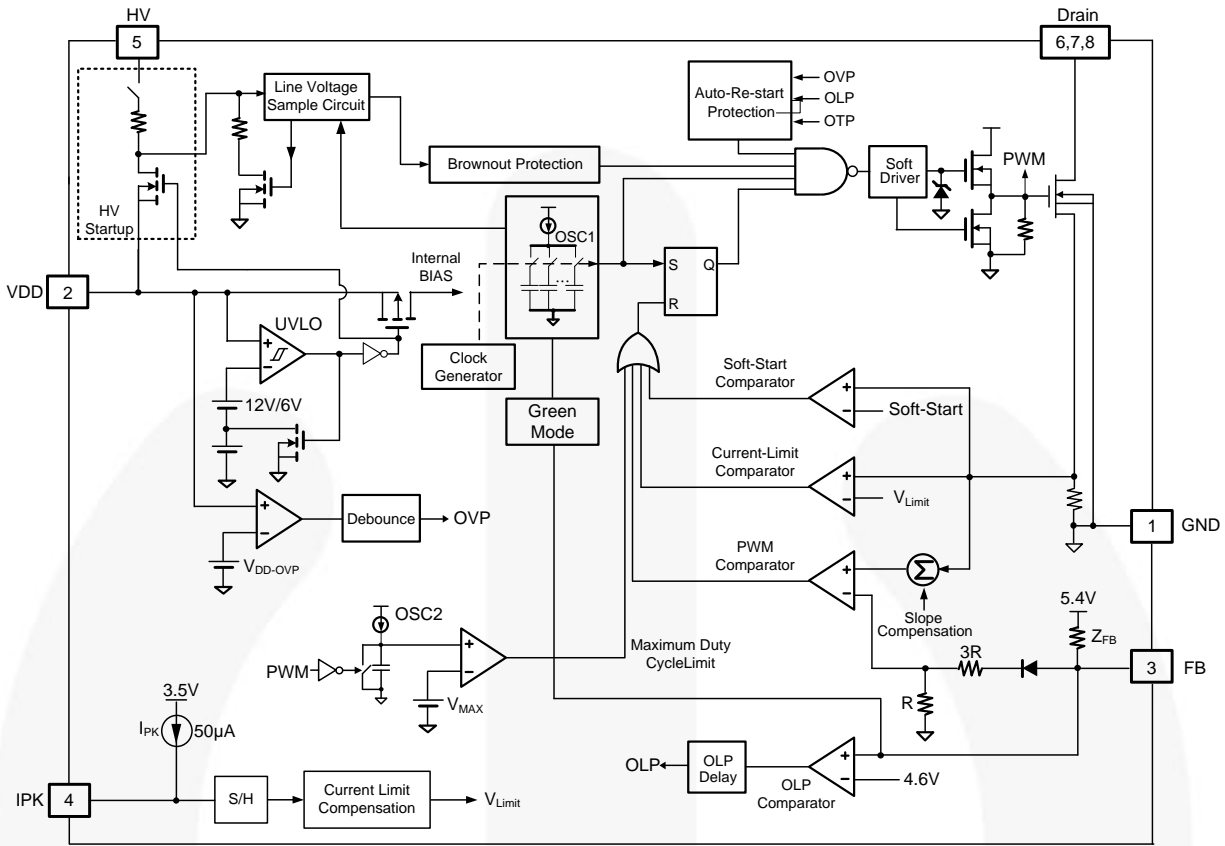 HV
5
Drain
6,7,8
Line Voltage
Sample Circuit
Auto-Re-start
Protection
OVP
OLP
OTP
Brownout Protection
Soft
Driver
PWM
HV
Startup
OSC1
...
Internal
BIAS
S
Q
R
VDD
2
UVLO
+
−
12V/6V
Clock
Generator
Green
Mode
Soft-Start
Comparator
+
−
Soft-Start
Current-Limit
Comparator
+
−
VLimit
1
GND
+
−
VDD-OVP
Debounce
OVP
PWM
Comparator
+
−
Σ
Slope
Compensation
5.4V
ZFB
3R
3
FB
R
OSC2
PWM
+
−
VMAX
Maximum Duty
CycleLimit
3.5V
IPK
50µA
OLP
OLP
Delay
+
−
4.6V
OLP
Comparator
IPK
4
S/H
Current Limit
Compensation
VLimit